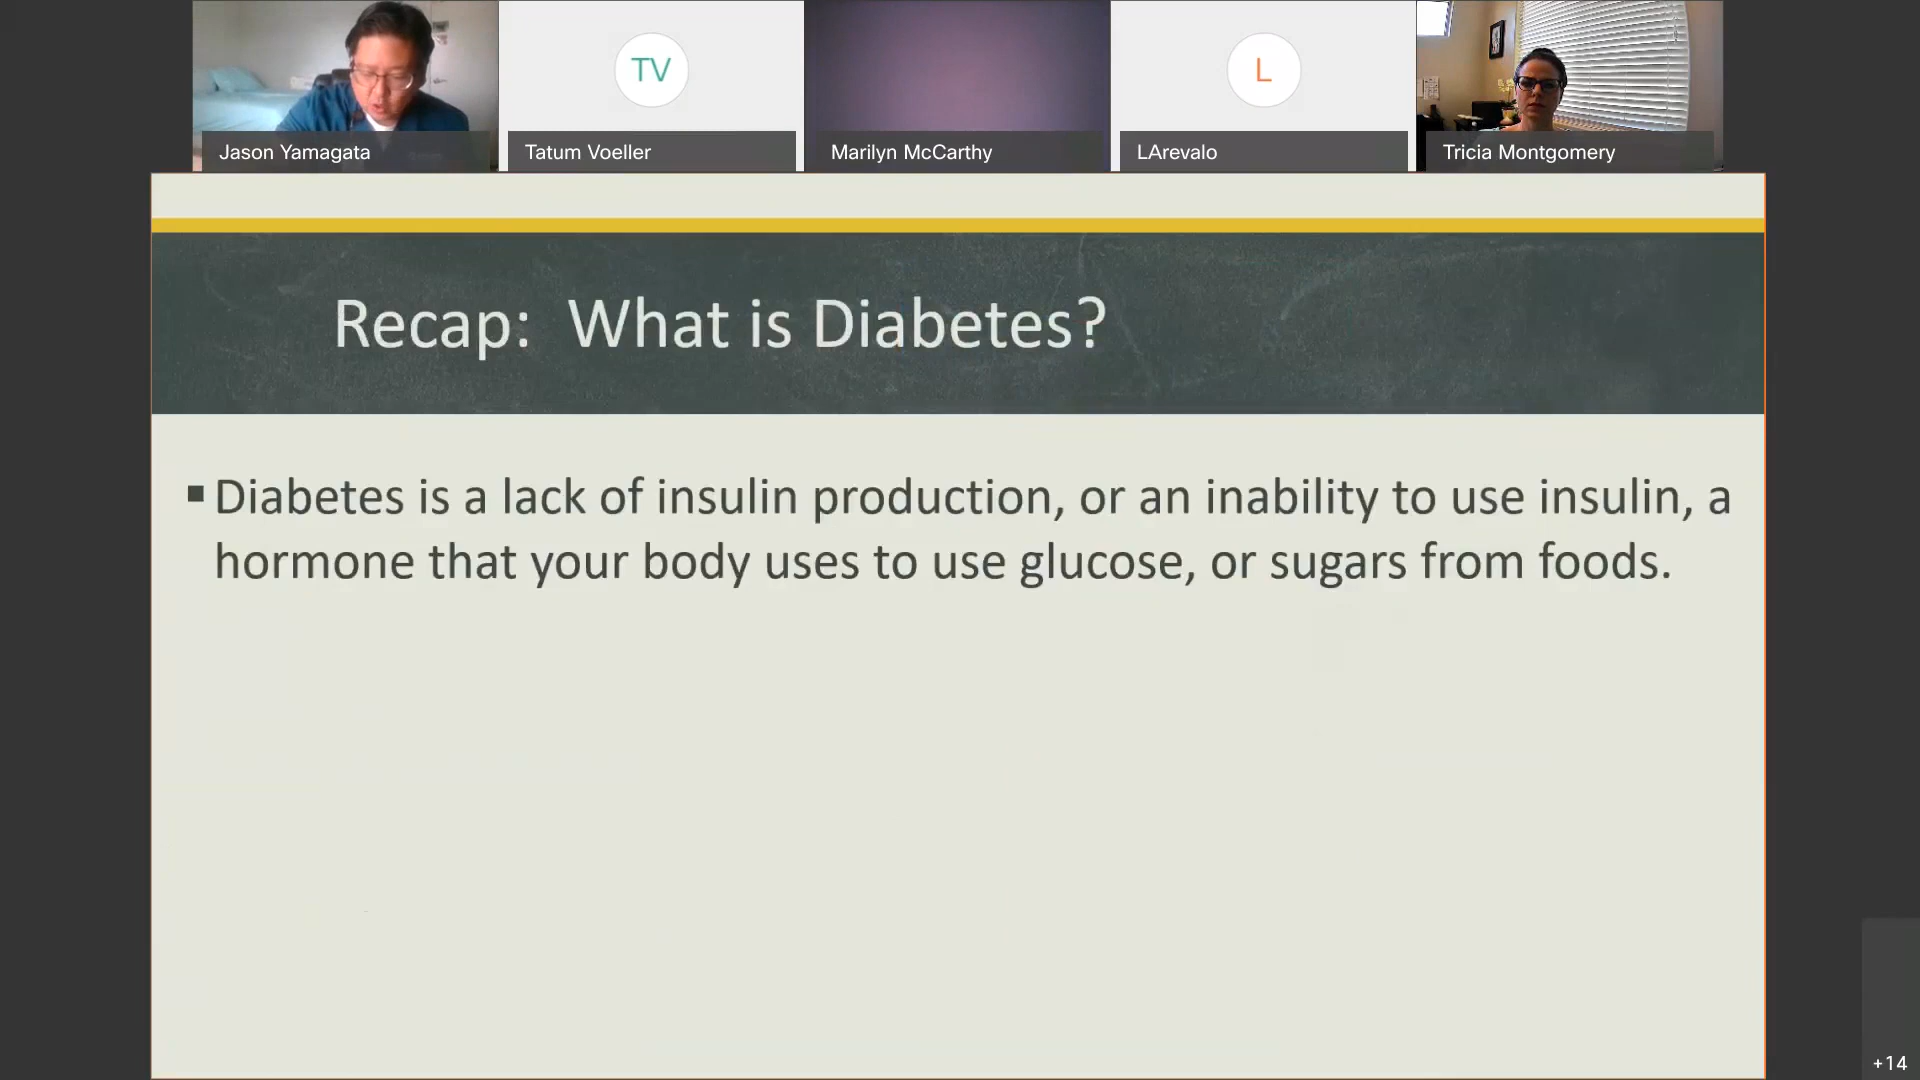 TV
L
Jason Yamagata
Tatum Voeller
Marilyn McCarthy
LArevalo
Tricia Montgomery
Recap: What is Diabetes?
▪ Diabetes is a lack of insulin production, or an inability to use insulin, a
hormone that your body uses to use glucose, or sugars from foods.
+14